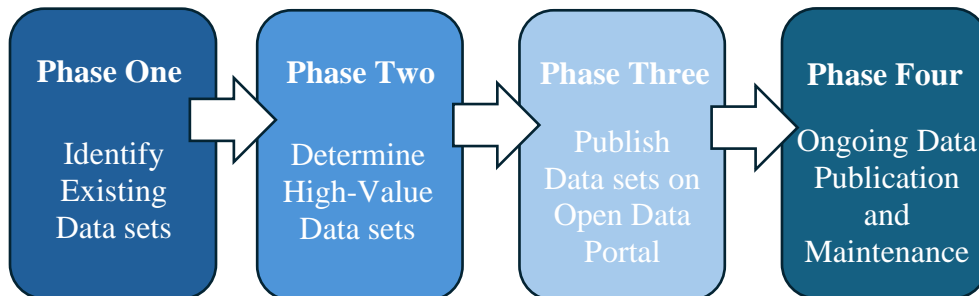 Phase One
Identify
Existing
Data sets
Phase Two
Determine
High-Value
Data sets
Phase Three
Publish
Data sets on
Open Data
Portal
Phase Four
Ongoing Data
Publication
and
Maintenance